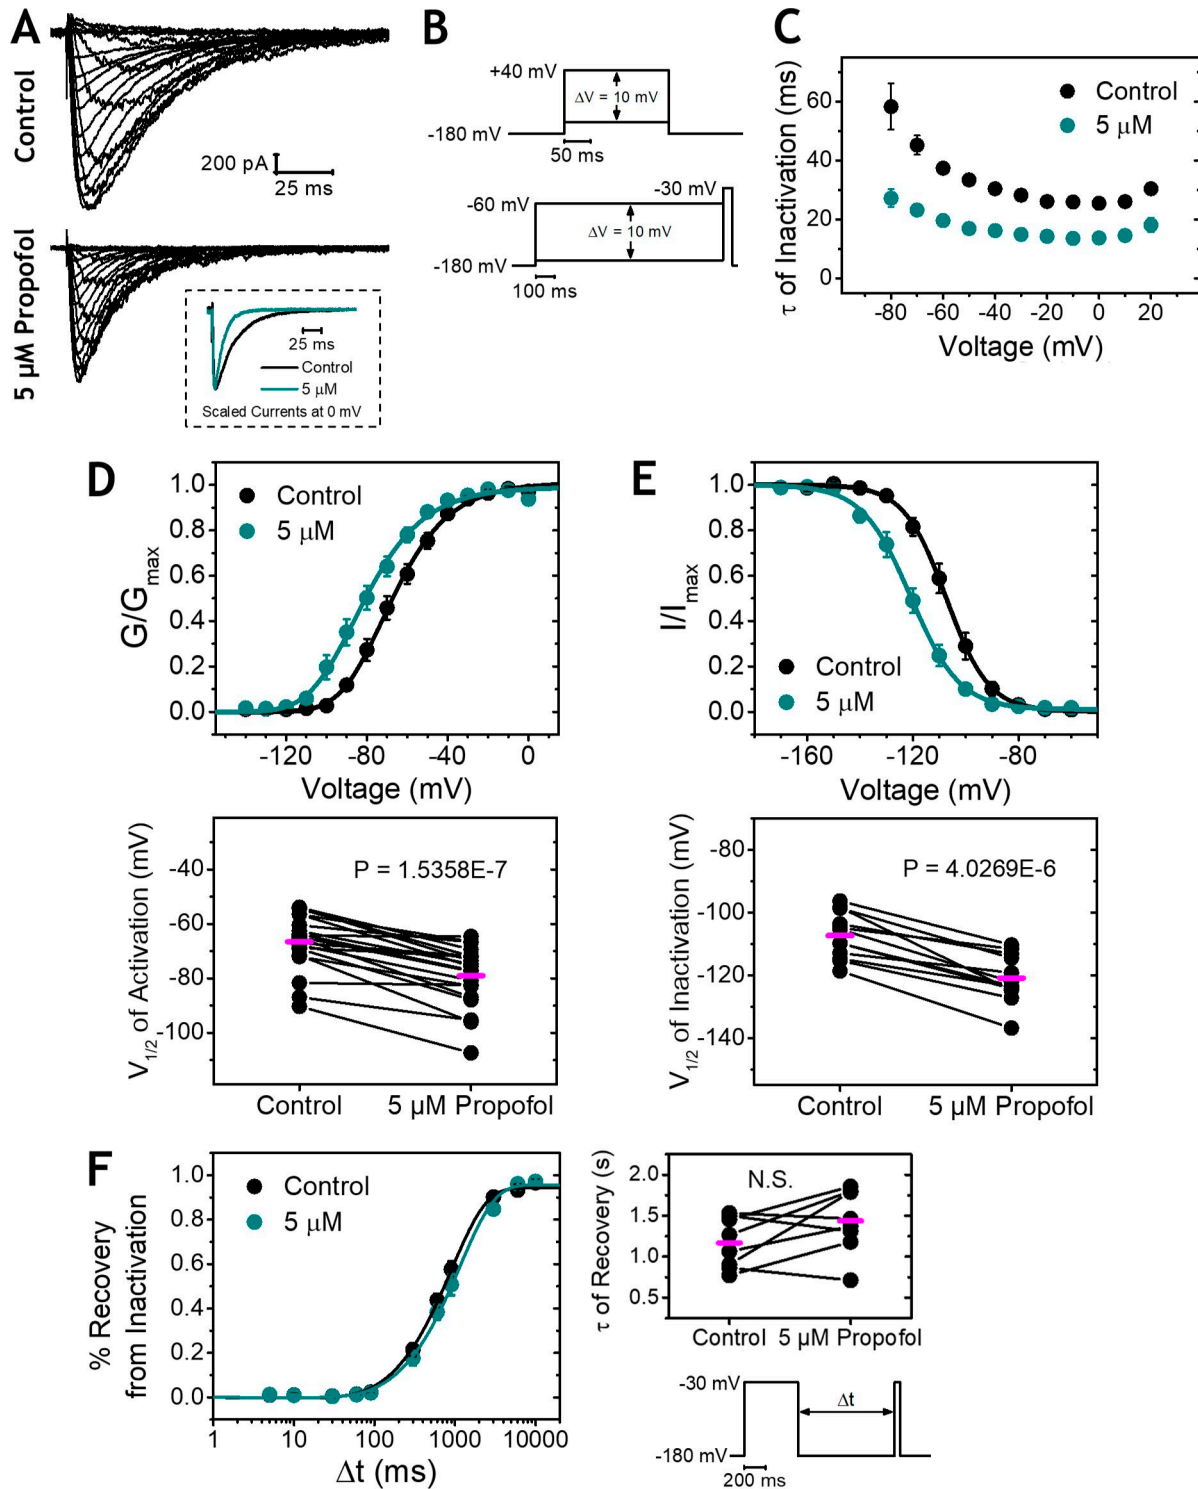 A
Control
200 pA
25 ms
5 µM Propofol
25 ms
Control
5 µM
Scaled Currents at 0 mV
B
+40 mV
ΔV = 10 mV
-180 mV
50 ms
-30 mV
-60 mV
ΔV = 10 mV
-180 mV
100 ms
C
τ of Inactivation (ms)
60
40
20
0
Control
5 µM
-80 -60 -40 -20 0 20
Voltage (mV)
D
G/Gmax
1.0
0.8
0.6
0.4
0.2
0.0
Control
5 µM
-120 -80 -40 0
Voltage (mV)
V1/2 of Activation (mV)
-40
-60
-80
-100
P = 1.5358E-7
Control 5 µM Propofol
E
I/Imax
1.0
0.8
0.6
0.4
0.2
0.0
Control
5 µM
-160 -120 -80
Voltage (mV)
V1/2 of Inactivation (mV)
-80
-100
-120
-140
P = 4.0269E-6
Control 5 µM Propofol
F
% Recovery
from Inactivation
1.0
0.8
0.6
0.4
0.2
0.0
Control
5 µM
1 10 100 1000 10000
Δt (ms)
τ of Recovery (s)
2.0
1.5
1.0
0.5
N.S.
Control 5 µM Propofol
-30 mV
Δt
-180 mV
200 ms